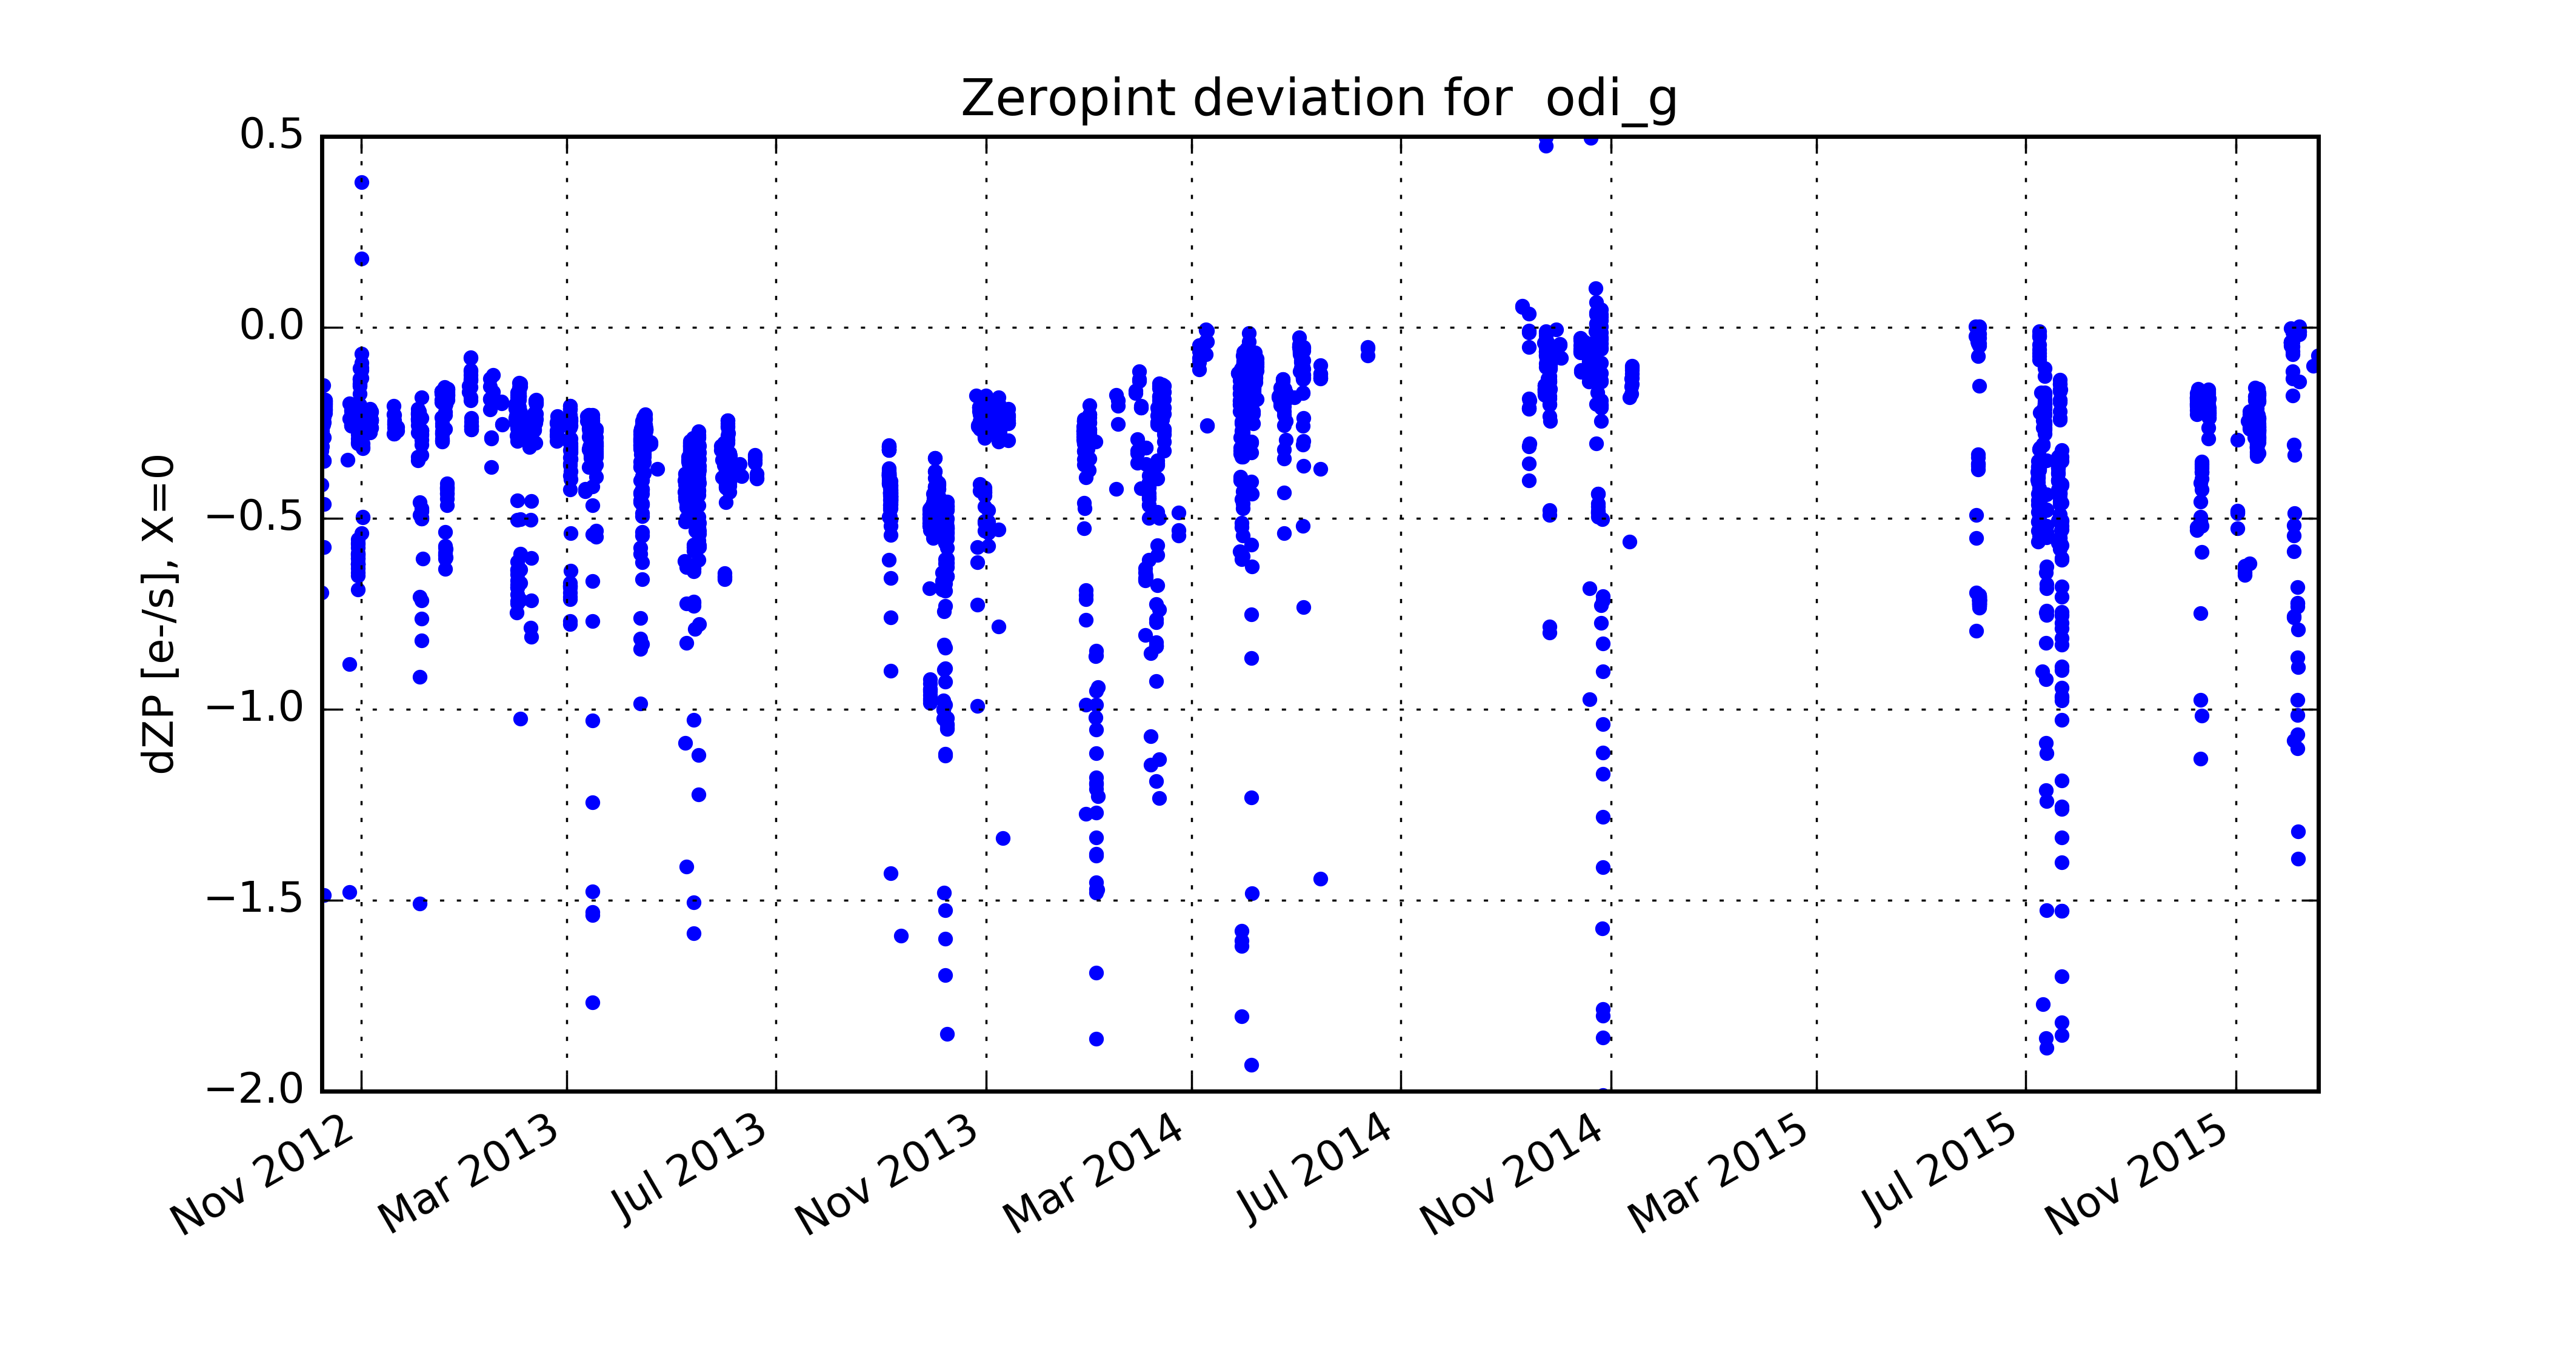 Zeropint deviation for  odi_g
dZP [e-/s], X=0
0.5
0.0
−0.5
−1.0
−1.5
−2.0
Nov 2012
Mar 2013
Jul 2013
Nov 2013
Mar 2014
Jul 2014
Nov 2014
Mar 2015
Jul 2015
Nov 2015